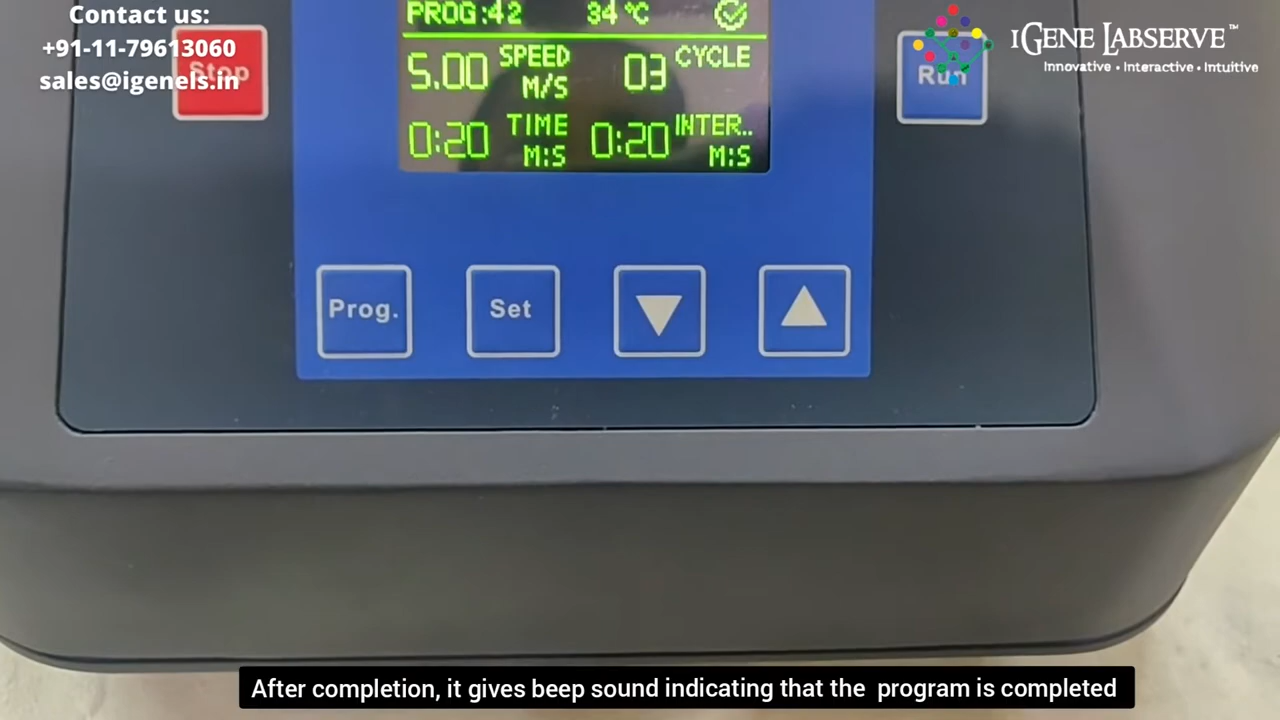 Contact us:
+91-11-79613060
sales@igenels.in
Stop
PROG:42 34℃
5.00 SPEED M/S 03 CYCLE
0:20 TIME M:S 0:20 INTER.. M:S
Run
iGENE LABSERVE™
Innovative • Interactive • Intuitive
Prog. Set
After completion, it gives beep sound indicating that the program is completed